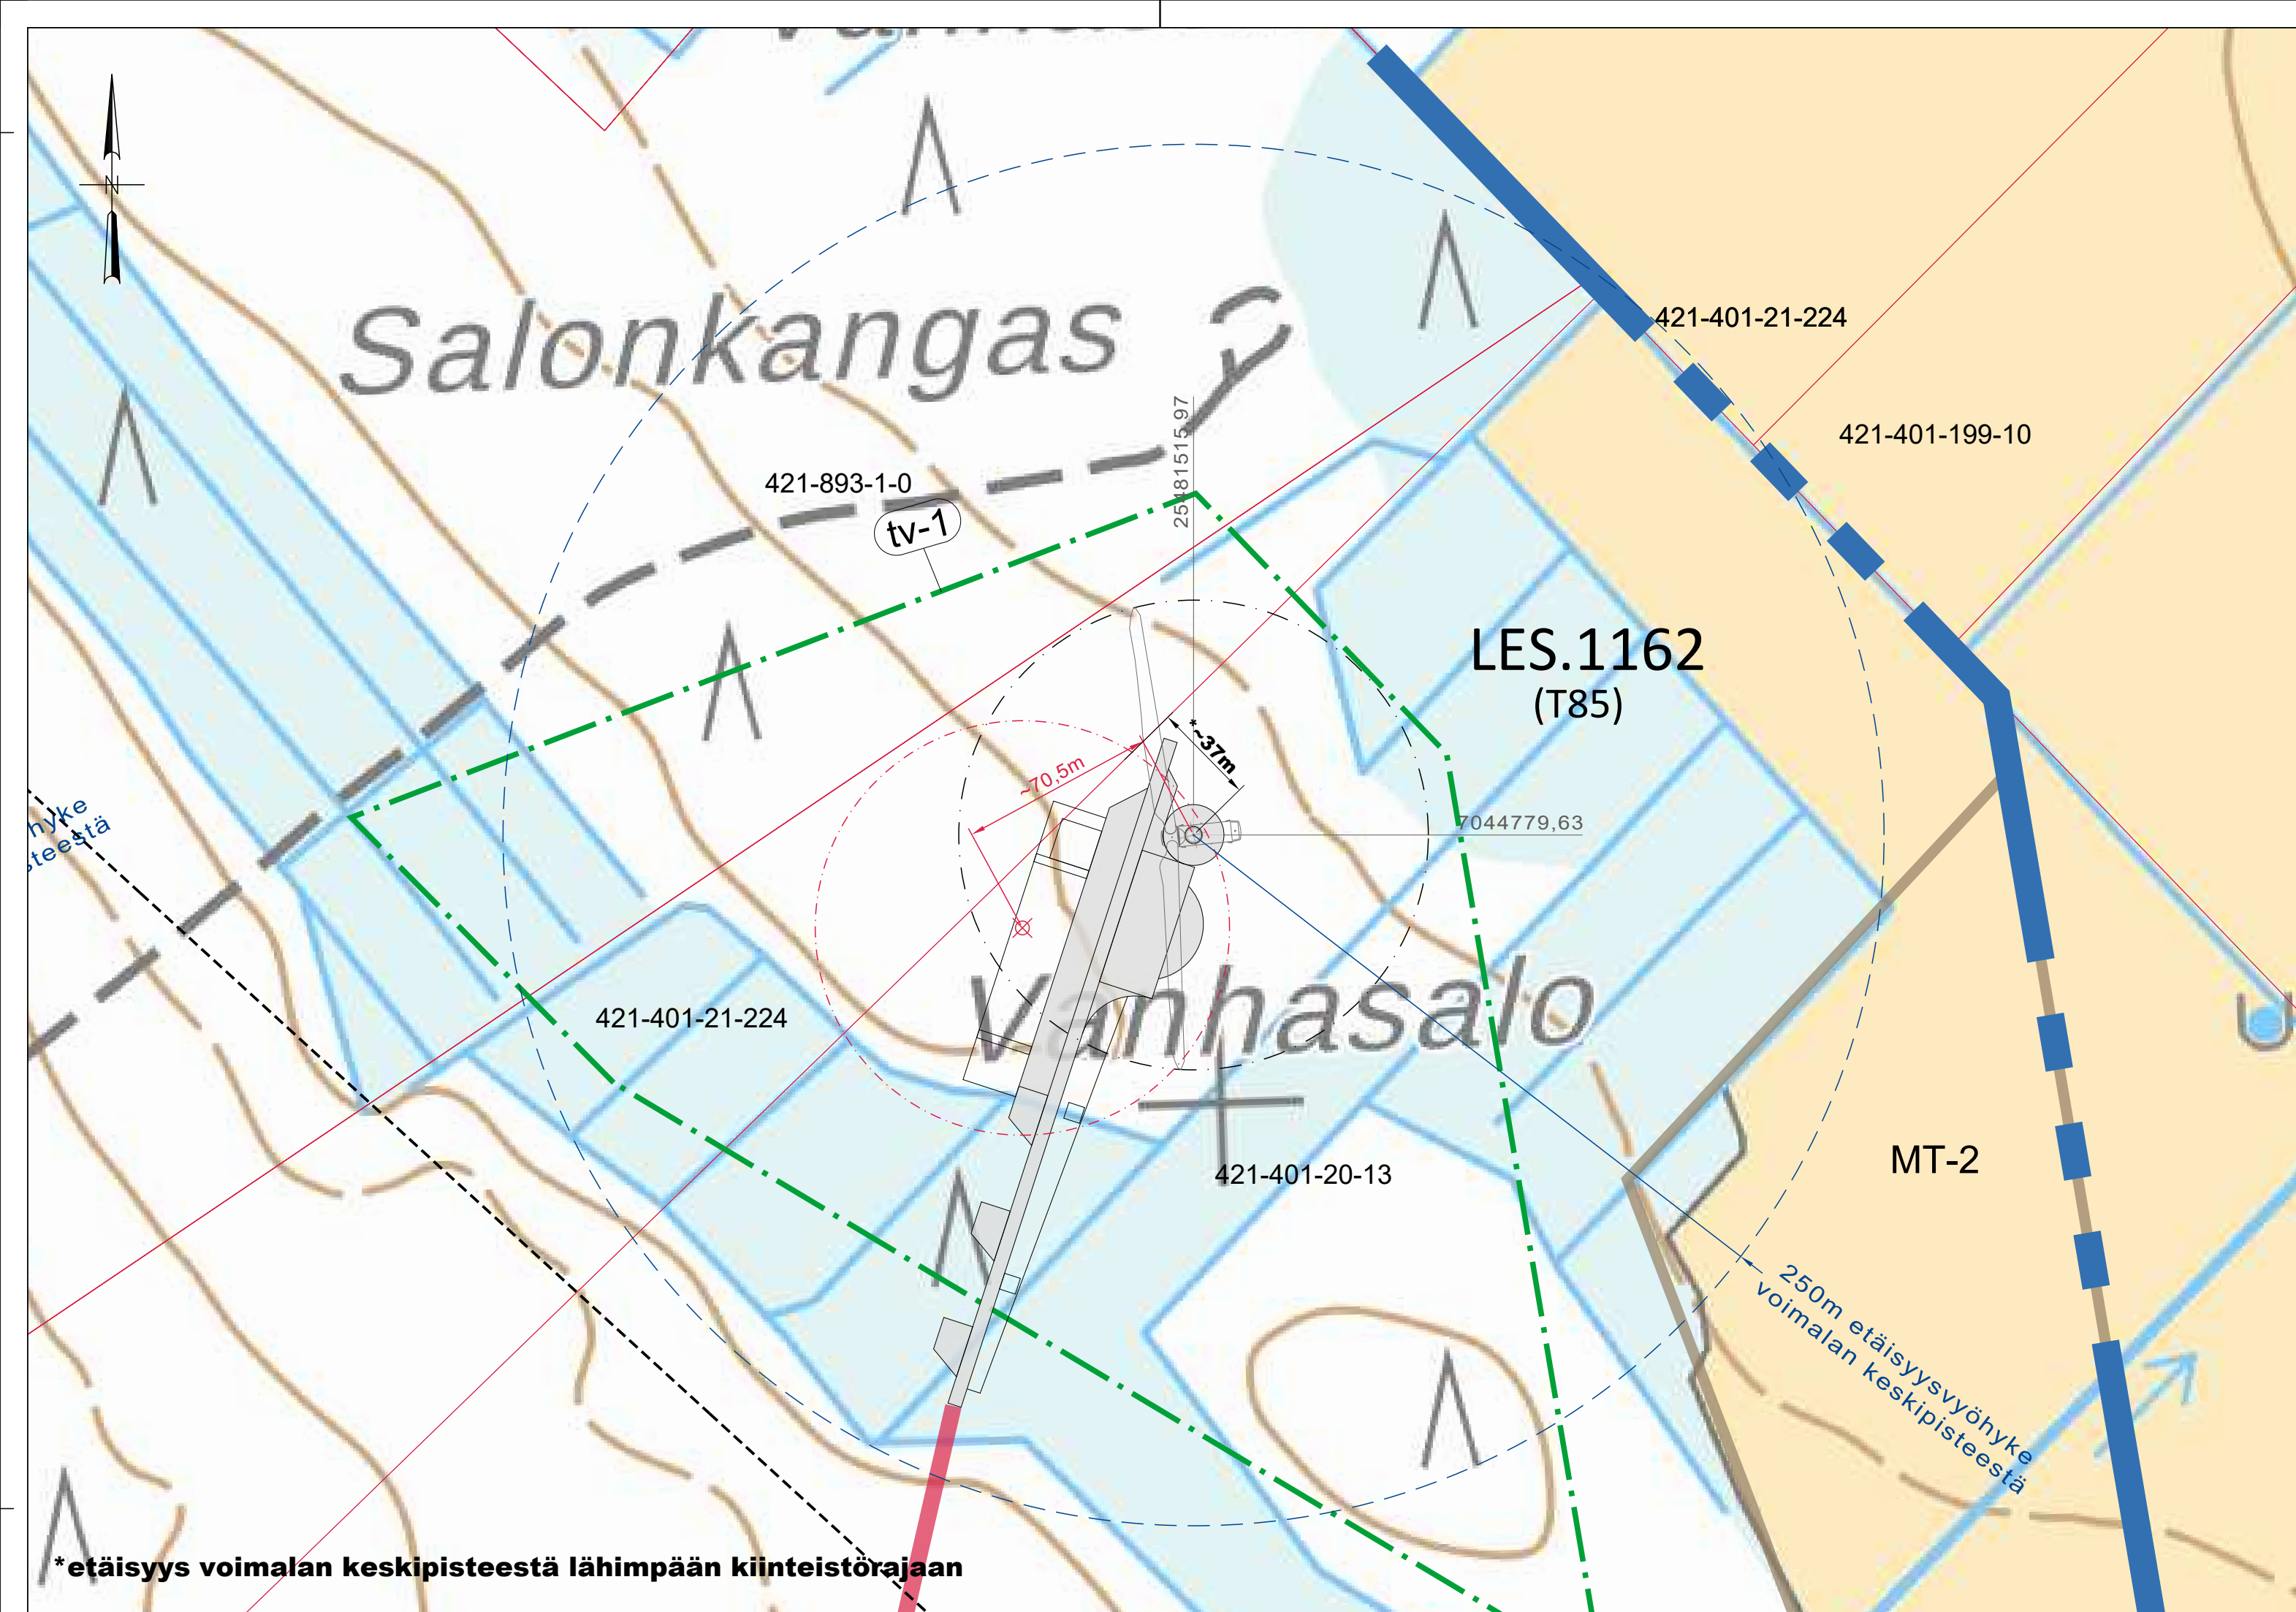 N
421-401-21-224
Salonkangas
421-401-199-10
25481515,97
421-893-1-0
tv-1
LES.1162
(T85)
*~37m
~70,5m
7044779,63
hyke
steestä
421-401-21-224
Vanhasalo
421-401-20-13
MT-2
250m etäisyysvyöhyke
voimalan keskipisteestä
*etäisyys voimalan keskipisteestä lähimpään kiinteistörajaan